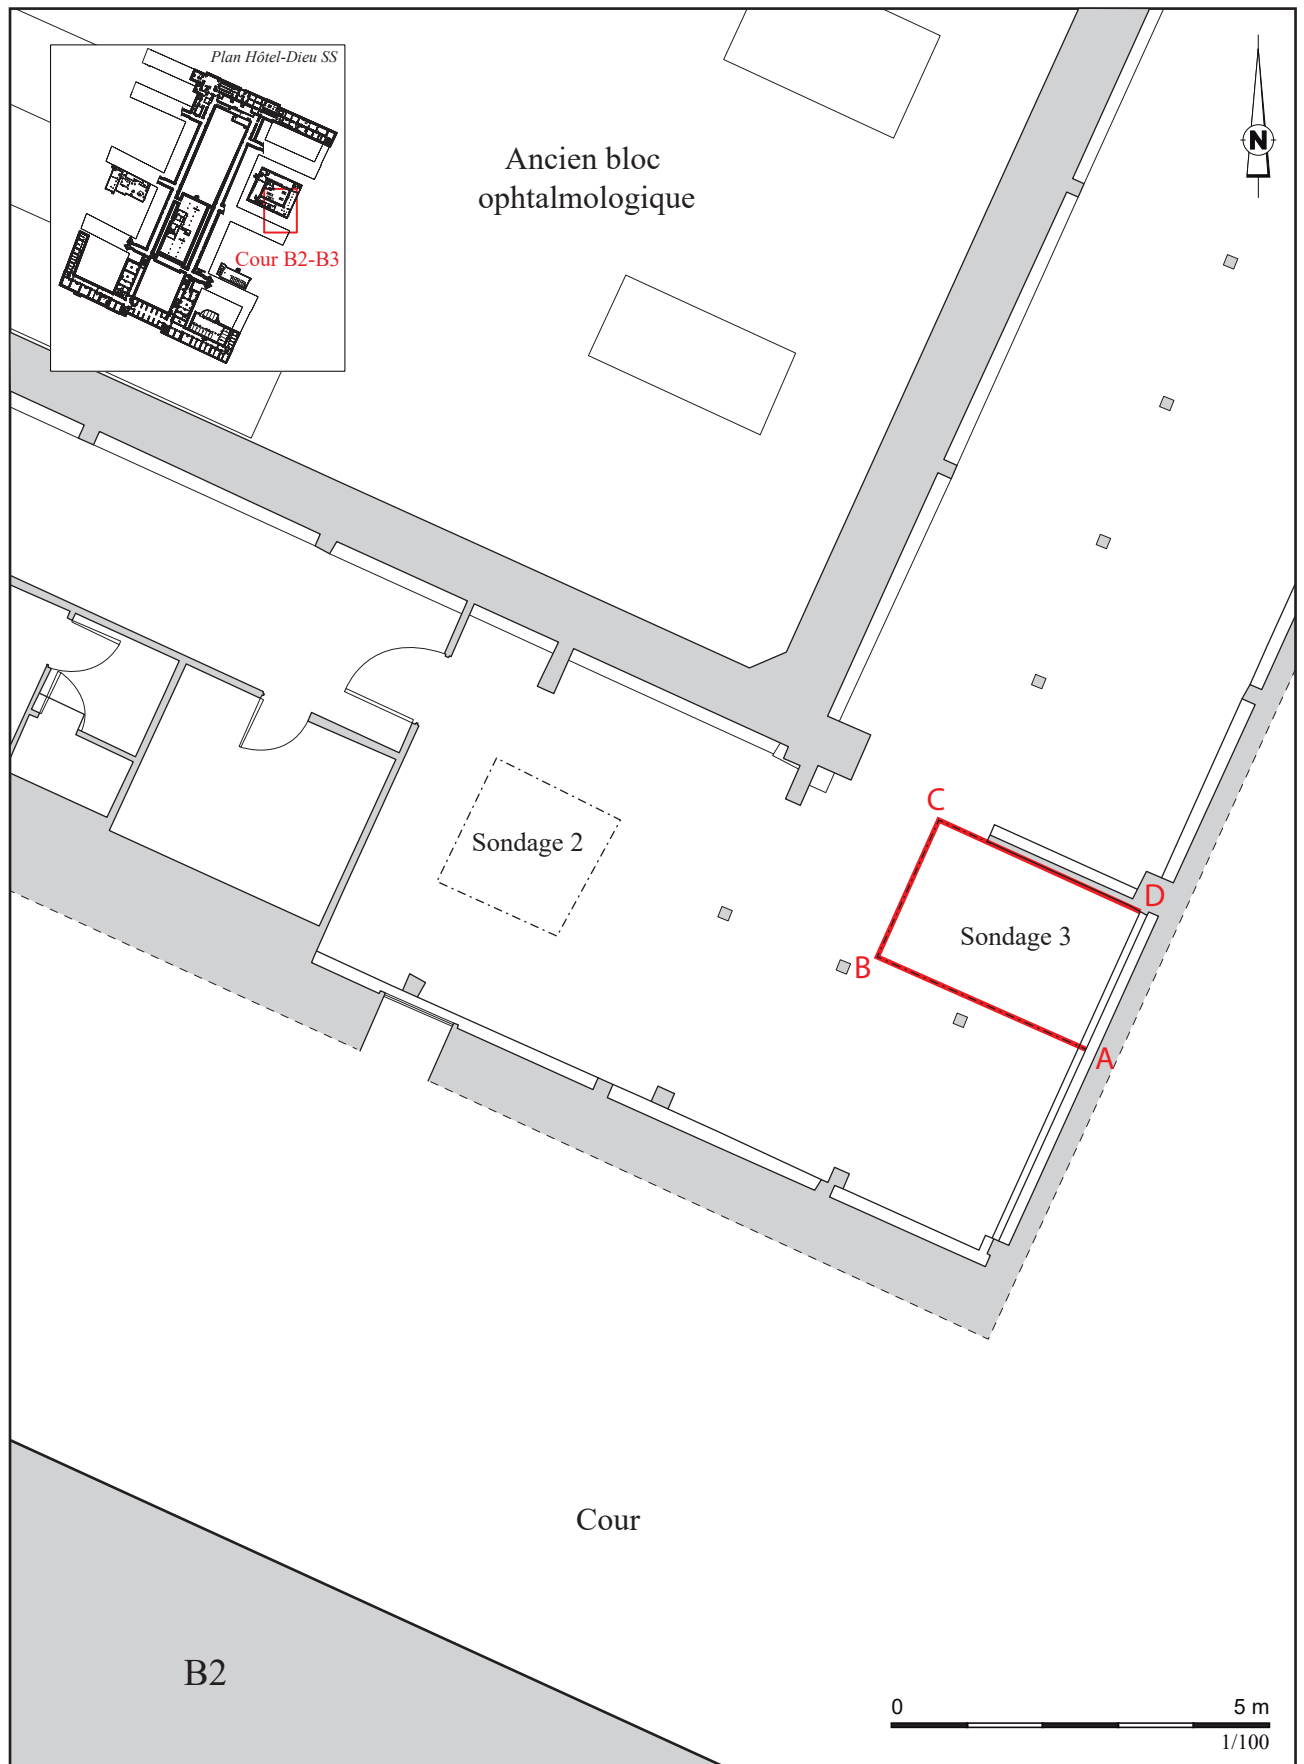 Plan Hôtel-Dieu SS
Cour B2-B3
Ancien bloc
ophtalmologique
N
Sondage 2
C
D
Sondage 3
B
A
Cour
B2
0 5 m
1/100